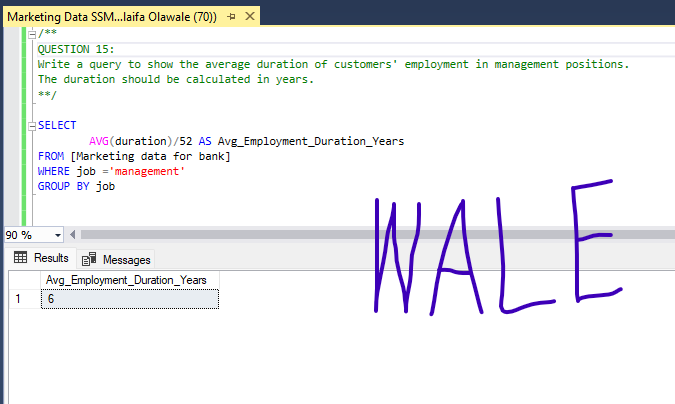 Marketing Data SSM...laifa Olawale (70))
/**
QUESTION 15:
Write a query to show the average duration of customers' employment in management positions.
The duration should be calculated in years.
**/
SELECT
AVG(duration)/52 AS Avg_Employment_Duration_Years
FROM [Marketing data for bank]
WHERE job ='management'
GROUP BY job
90 %
Results Messages
Avg_Employment_Duration_Years
1 6
WALE